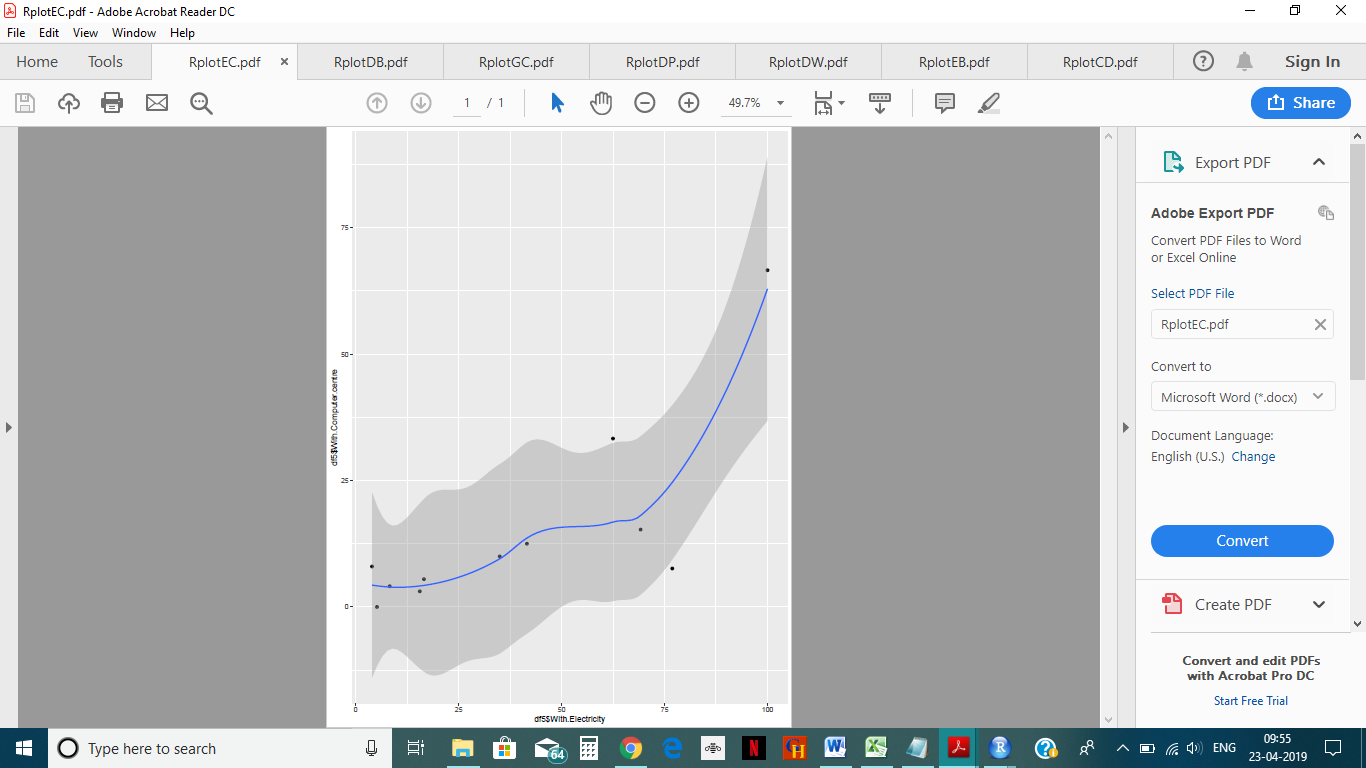 RplotEC.pdf - Adobe Acrobat Reader DC
File Edit View Window Help
Home Tools RplotEC.pdf × RplotDB.pdf RplotGC.pdf RplotDP.pdf RplotDW.pdf RplotEB.pdf RplotCD.pdf Sign In
1 / 1 49.7% Share
75
50
25
0
df5$With.Computer.centre
0 25 50 75 100
df5$With.Electricity
Export PDF
Adobe Export PDF
Convert PDF Files to Word
or Excel Online
Select PDF File
RplotEC.pdf
Convert to
Microsoft Word (*.docx)
Document Language:
English (U.S.) Change
Convert
Create PDF
Convert and edit PDFs
with Acrobat Pro DC
Start Free Trial
Type here to search 64 ENG 09:55
23-04-2019